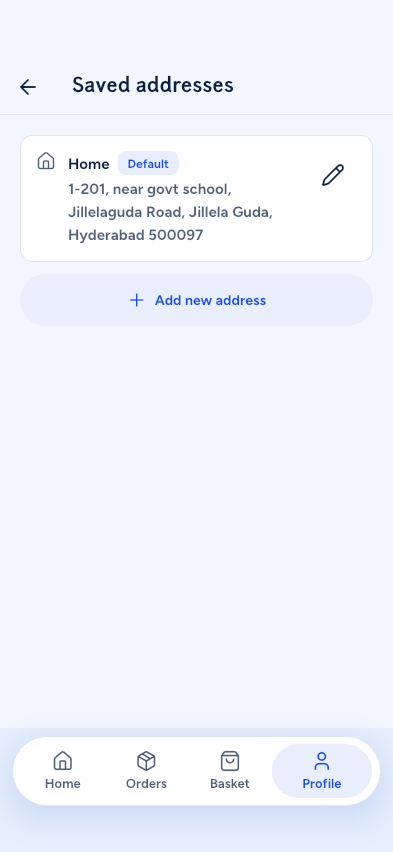 Saved addresses
Home Default
1-201, near govt school,
Jillelaguda Road, Jillela Guda,
Hyderabad 500097
Add new address
Home Orders Basket Profile